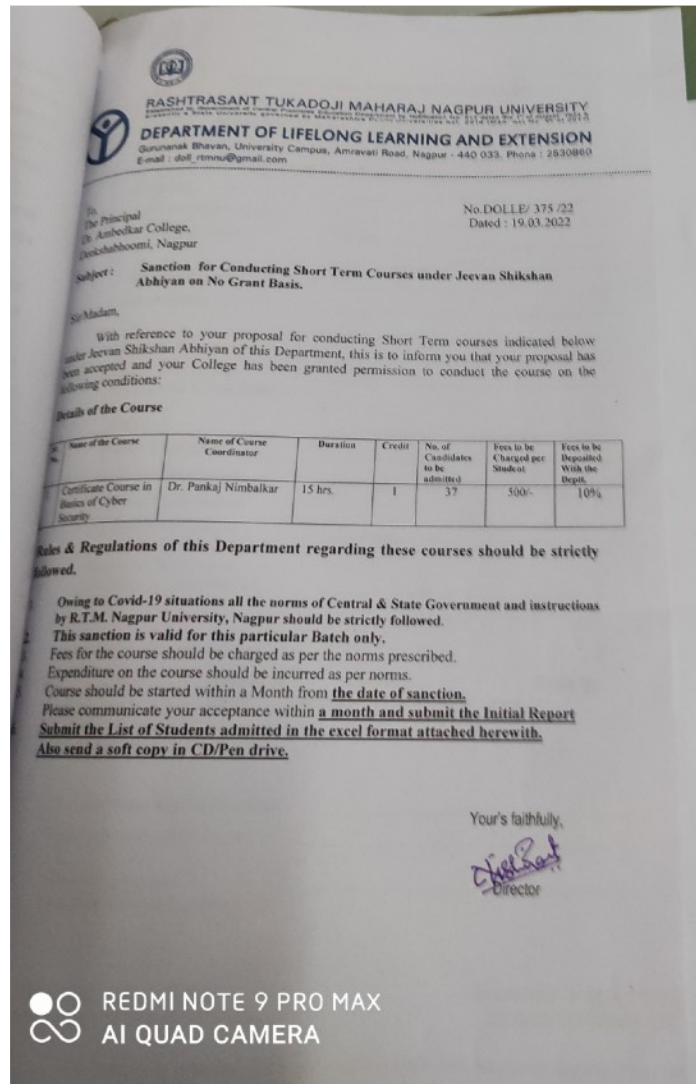 RASHTRASANT TUKADOJI MAHARAJ NAGPUR UNIVERSITY
DEPARTMENT OF LIFELONG LEARNING AND EXTENSION
Gurunanak Bhavan, University Campus, Amravati Road, Nagpur - 440 033. Phone : 2530860
E-mail : doll_rtmnu@gmail.com
No.DOLLE/ 375 /22
Dated : 19.03.2022
To,
The Principal
Dr. Ambedkar College,
Deekshabhoomi, Nagpur
Subject : Sanction for Conducting Short Term Courses under Jeevan Shikshan
Abhiyan on No Grant Basis.
Sir/Madam,
With reference to your proposal for conducting Short Term courses indicated below
under Jeevan Shikshan Abhiyan of this Department, this is to inform you that your proposal has
been accepted and your College has been granted permission to conduct the course on the
following conditions:
Details of the Course
Name of the Course Name of Course Coordinator Duration Credit No. of Candidates to be admitted Fees to be Charged per Student Fees to be Deposited With the Deptt.
Certificate Course in Basics of Cyber Security Dr. Pankaj Nimbalkar 15 hrs. 1 37 500/- 10%
Rules & Regulations of this Department regarding these courses should be strictly
followed.
Owing to Covid-19 situations all the norms of Central & State Government and instructions
by R.T.M. Nagpur University, Nagpur should be strictly followed.
This sanction is valid for this particular Batch only.
Fees for the course should be charged as per the norms prescribed.
Expenditure on the course should be incurred as per norms.
Course should be started within a Month from the date of sanction.
Please communicate your acceptance within a month and submit the Initial Report
Submit the List of Students admitted in the excel format attached herewith.
Also send a soft copy in CD/Pen drive.
Your's faithfully,
Director
REDMI NOTE 9 PRO MAX
AI QUAD CAMERA